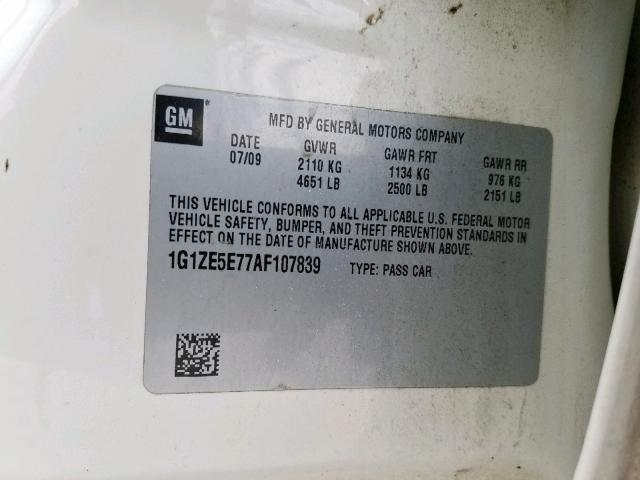 GM
MFD BY GENERAL MOTORS COMPANY
DATE GVWR GAWR FRT GAWR RR
07/09 2110 KG 1134 KG 976 KG
4651 LB 2500 LB 2151 LB
THIS VEHICLE CONFORMS TO ALL APPLICABLE U.S. FEDERAL MOTOR
VEHICLE SAFETY, BUMPER, AND THEFT PREVENTION STANDARDS IN
EFFECT ON THE DATE OF MANUFACTURE SHOWN ABOVE.
1G1ZE5E77AF107839 TYPE: PASS CAR